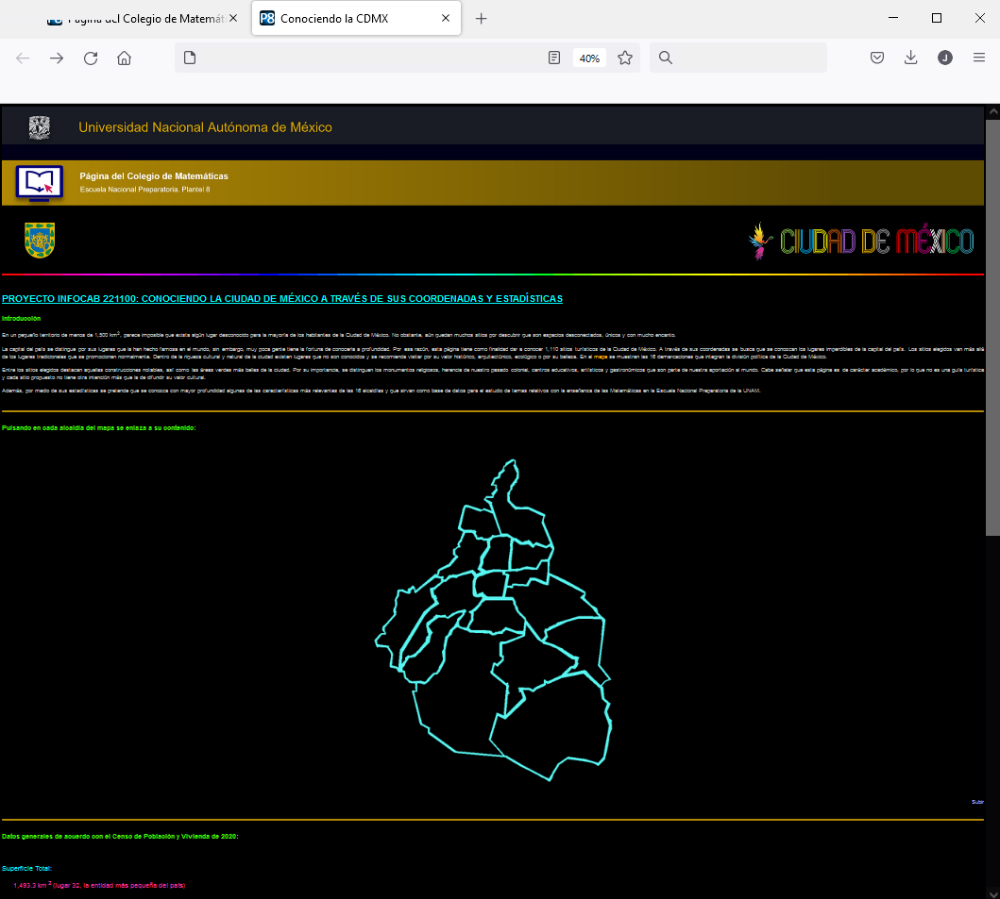 Página del Colegio de Matemát
Conociendo la CDMX
40%
J
Universidad Nacional Autónoma de México
Página del Colegio de Matemáticas
Escuela Nacional Preparatoria. Plantel 8
CIUDAD DE MÉXICO
PROYECTO INFOCAB 221100: CONOCIENDO LA CIUDAD DE MÉXICO A TRAVÉS DE SUS COORDENADAS Y ESTADÍSTICAS
Introducción
En un pequeño territorio de menos de 1,500 km², parece imposible que exista algún lugar desconocido para la mayoría de los habitantes de la Ciudad de México. No obstante, aún quedan muchos sitios por descubrir que son espacios desconectados, únicos y con mucho encanto.
La capital del país se distingue por sus lugares que la han hecho famosa en el mundo, sin embargo, muy poca gente tiene la fortuna de conocerla a profundidad. Por esa razón, esta página tiene como finalidad dar a conocer 1,110 sitios turísticos de la Ciudad de México. A través de sus coordenadas se busca que se conozcan los lugares imperdibles de la capital del país. Los sitios elegidos van más allá
de los lugares tradicionales que se promocionan normalmente. Dentro de la riqueza cultural y natural de la ciudad existen lugares que no son conocidos y se recomienda visitar por su valor histórico, arquitectónico, ecológico o por su belleza. En el mapa se muestran las 16 demarcaciones que integran la división política de la Ciudad de México.
Entre los sitios elegidos destacan aquellas construcciones notables, así como las áreas verdes más bellas de la ciudad. Por su importancia, se distinguen los monumentos religiosos, herencia de nuestro pasado colonial, centros educativos, artísticos y gastronómicos que son parte de nuestra aportación al mundo. Cabe señalar que esta página es de carácter académico, por lo que no es una guía turística
y cada sitio propuesto no tiene otra intención más que la de difundir su valor cultural.
Además, por medio de sus estadísticas se pretende que se conozca con mayor profundidad algunas de las características más relevantes de las 16 alcaldías y que sirvan como base de datos para el estudio de temas relativos con la enseñanza de las Matemáticas en la Escuela Nacional Preparatoria de la UNAM.
Pulsando en cada alcaldía del mapa se enlaza a su contenido:
Subir
Datos generales de acuerdo con el Censo de Población y Vivienda de 2020:
Superficie Total:
1,493.3 km ² (lugar 32, la entidad más pequeña del país)